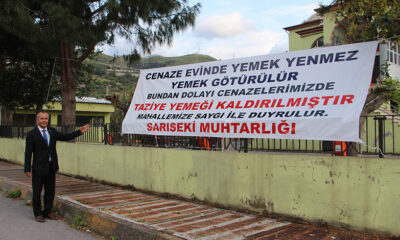 CENAZE EVİNDE YEMEK YENMEZ
YEMEK GÖTÜRÜLÜR
BUNDAN DOLAYI CENAZELERİMİZDE
TAZİYE YEMEĞİ KALDIRILMIŞTIR
MAHALLEMİZE SAYGI İLE DUYRULUR.
SARISEKİ MUHTARLIĞI